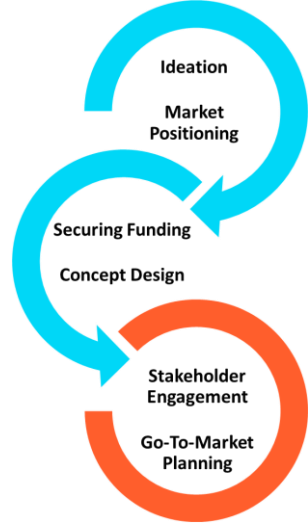 Ideation
Market
Positioning
Securing Funding
Concept Design
Stakeholder
Engagement
Go-To-Market
Planning